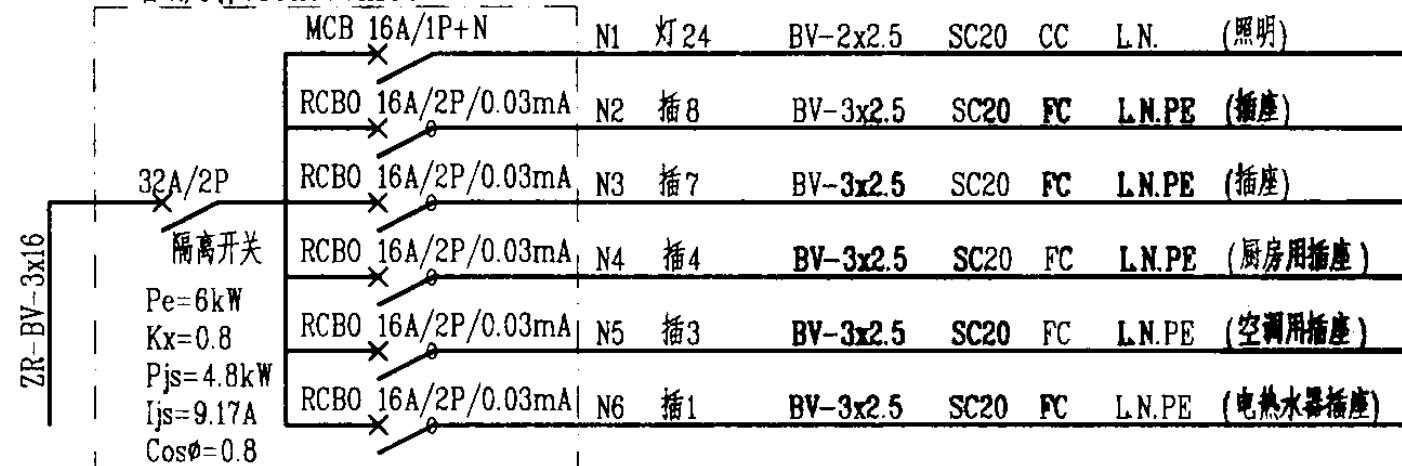 MCB 16A/1P+N N1 灯24 BV-2x2.5 SC20 CC L.N. (照明)
RCBO 16A/2P/0.03mA N2 插8 BV-3x2.5 SC20 FC L.N.PE (插座)
RCBO 16A/2P/0.03mA N3 插7 BV-3x2.5 SC20 FC L.N.PE (插座)
32A/2P
隔离开关
RCBO 16A/2P/0.03mA N4 插4 BV-3x2.5 SC20 FC L.N.PE (厨房用插座)
RCBO 16A/2P/0.03mA N5 插3 BV-3x2.5 SC20 FC L.N.PE (空调用插座)
RCBO 16A/2P/0.03mA N6 插1 BV-3x2.5 SC20 FC L.N.PE (电热水器插座)
ZR-BV-3x16
Pe=6kW
Kx=0.8
Pjs=4.8kW
Ijs=9.17A
Cosø=0.8